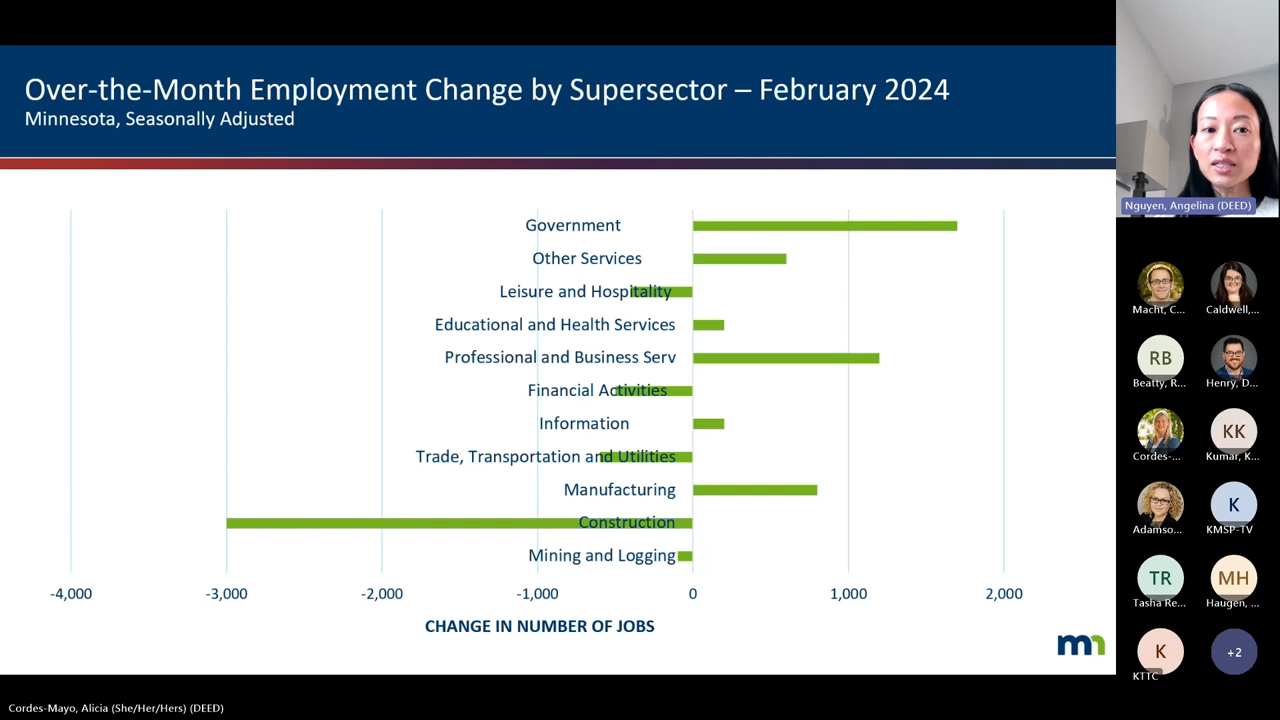 Over-the-Month Employment Change by Supersector – February 2024
Minnesota, Seasonally Adjusted
Government
Other Services
Leisure and Hospitality
Educational and Health Services
Professional and Business Serv
Financial Activities
Information
Trade, Transportation and Utilities
Manufacturing
Construction
Mining and Logging
-4,000 -3,000 -2,000 -1,000 0 1,000 2,000
CHANGE IN NUMBER OF JOBS
mn
Cordes-Mayo, Alicia (She/Her/Hers) (DEED)
Nguyen, Angelina (DEED)
Macht, C... Caldwell,...
RB
Beatty, R... Henry, D...
KK
Cordes-... Kumar, K...
K
Adamso... KMSP-TV
TR MH
Tasha Re... Haugen, ...
K +2
KTTC